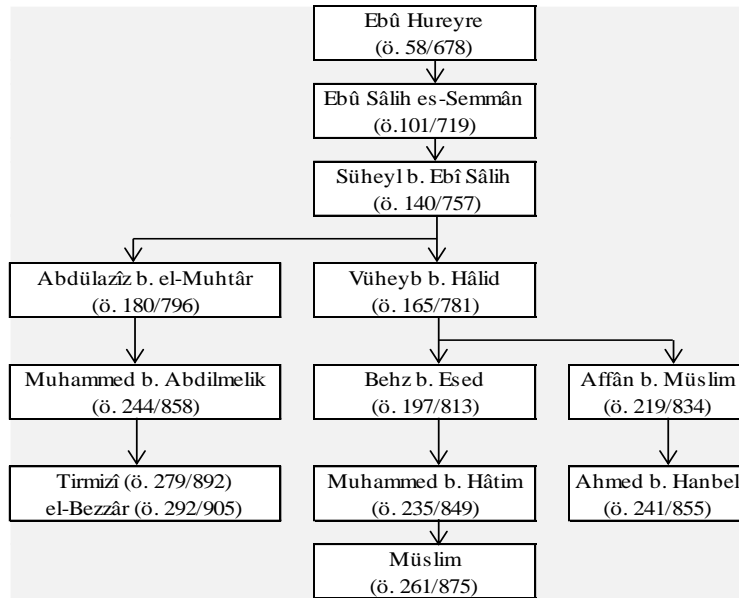 Ebû Hureyre
(ö. 58/678)
Ebû Sâlih es-Semmân
(ö.101/719)
Süheyl b. Ebî Sâlih
(ö. 140/757)
Abdülazîz b. el-Muhtâr
(ö. 180/796)
Vüheyb b. Hâlid
(ö. 165/781)
Muhammed b. Abdilmelik
(ö. 244/858)
Behz b. Esed
(ö. 197/813)
Affân b. Müslim
(ö. 219/834)
Tirmizî (ö. 279/892)
el-Bezzâr (ö. 292/905)
Muhammed b. Hâtim
(ö. 235/849)
Ahmed b. Hanbel
(ö. 241/855)
Müslim
(ö. 261/875)